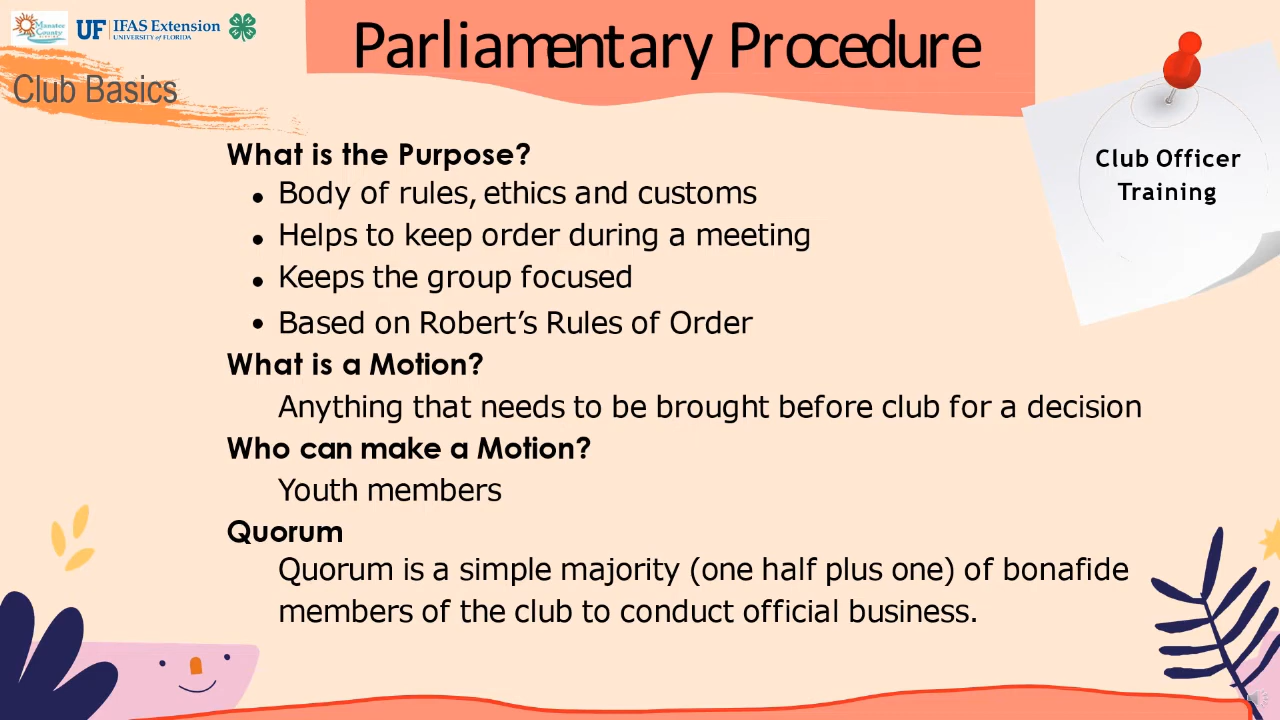 Manatee
County
UF IFAS Extension
UNIVERSITY of FLORIDA
Parliamentary Procedure
Club Basics
Club Officer
Training
What is the Purpose?
• Body of rules, ethics and customs
• Helps to keep order during a meeting
• Keeps the group focused
• Based on Robert’s Rules of Order
What is a Motion?
Anything that needs to be brought before club for a decision
Who can make a Motion?
Youth members
Quorum
Quorum is a simple majority (one half plus one) of bonafide
members of the club to conduct official business.